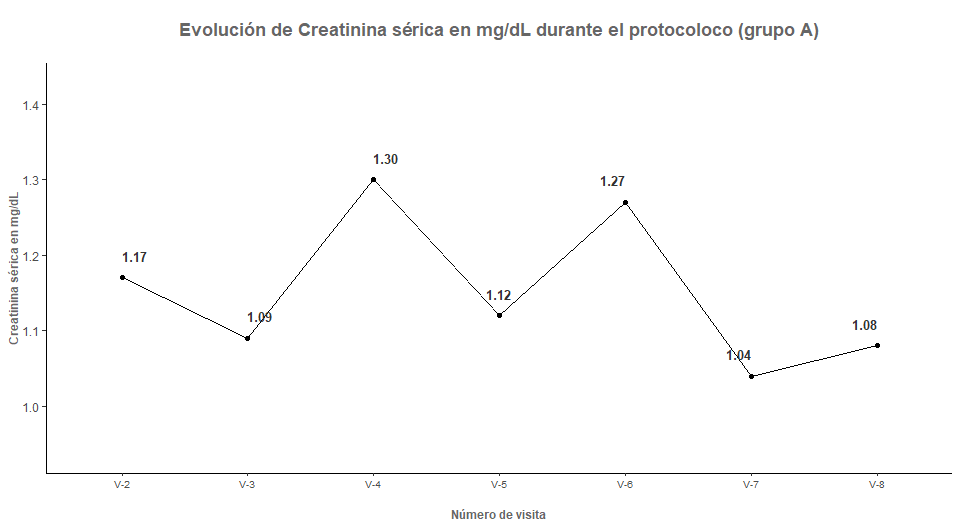 Evolución de Creatinina sérica en mg/dL durante el protocoloco (grupo A)
Creatinina sérica en mg/dL
1.4
1.3
1.2
1.1
1.0
1.17
1.09
1.30
1.12
1.27
1.04
1.08
V-2
V-3
V-4
V-5
V-6
V-7
V-8
Número de visita